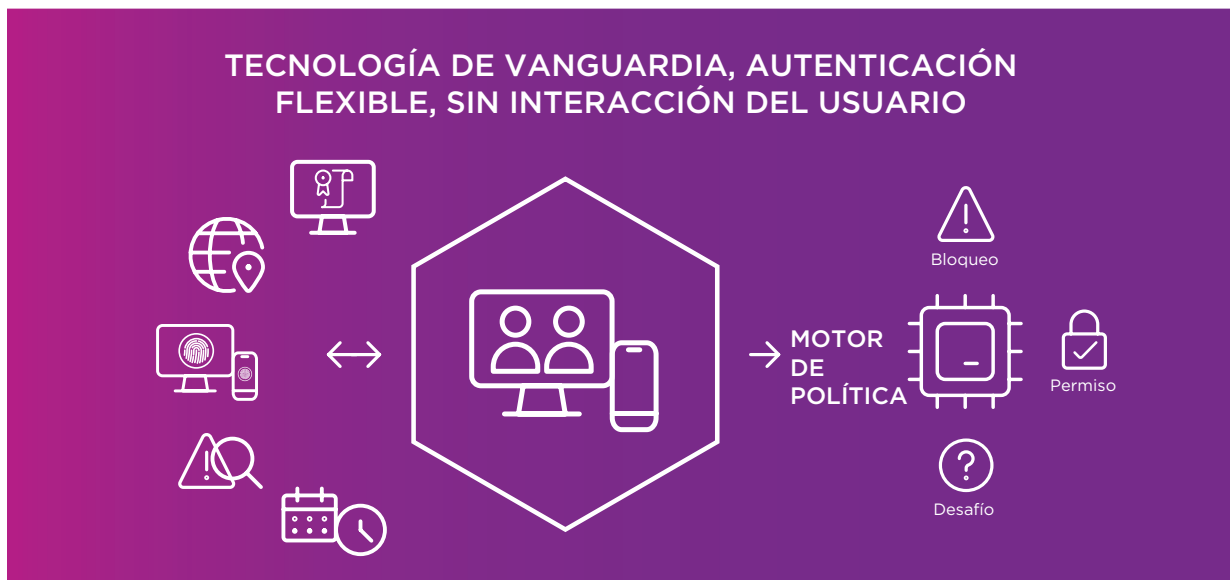 TECNOLOGÍA DE VANGUARDIA, AUTENTICACIÓN
FLEXIBLE, SIN INTERACCIÓN DEL USUARIO
Bloqueo
MOTOR
DE
POLÍTICA
Permiso
Desafío